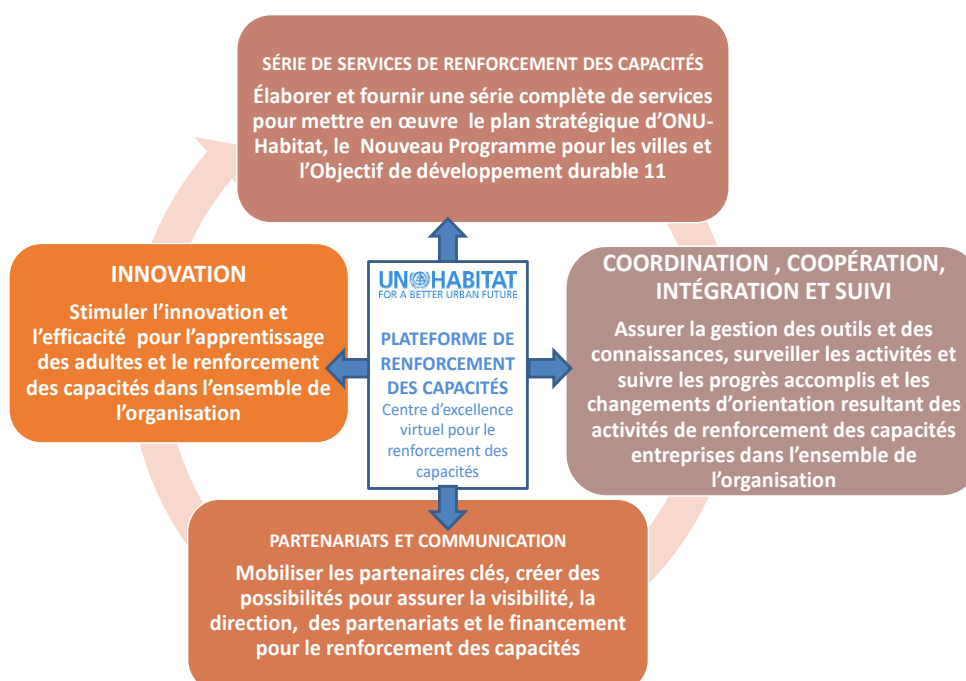 SÉRIE DE SERVICES DE RENFORCEMENT DES CAPACITÉS
Élaborer et fournir une série complète de services
pour mettre en œuvre le plan stratégique d’ONU-
Habitat, le Nouveau Programme pour les villes et
l’Objectif de développement durable 11
INNOVATION
Stimuler l’innovation et
l’efficacité pour l’apprentissage
des adultes et le renforcement
des capacités dans l’ensemble de
l’organisation
UN HABITAT
FOR A BETTER URBAN FUTURE
PLATEFORME DE
RENFORCEMENT
DES CAPACITÉS
Centre d’excellence
virtuel pour le
renforcement des
capacités
COORDINATION , COOPÉRATION,
INTÉGRATION ET SUIVI
Assurer la gestion des outils et des
connaissances, surveiller les activités et
suivre les progrès accomplis et les
changements d’orientation resultant des
activités de renforcement des capacités
entreprises dans l’ensemble de
l’organisation
PARTENARIATS ET COMMUNICATION
Mobiliser les partenaires clés, créer des
possibilités pour assurer la visibilité, la
direction, des partenariats et le financement
pour le renforcement des capacités